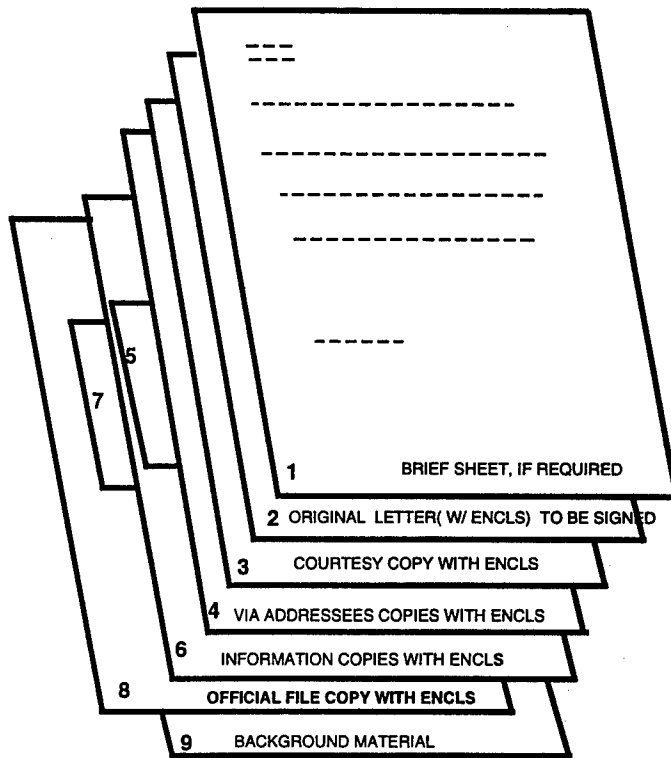 1 BRIEF SHEET, IF REQUIRED
2 ORIGINAL LETTER( W/ ENCLS) TO BE SIGNED
3 COURTESY COPY WITH ENCLS
4 VIA ADDRESSEES COPIES WITH ENCLS
5
6 INFORMATION COPIES WITH ENCLS
7
8 OFFICIAL FILE COPY WITH ENCLS
9 BACKGROUND MATERIAL